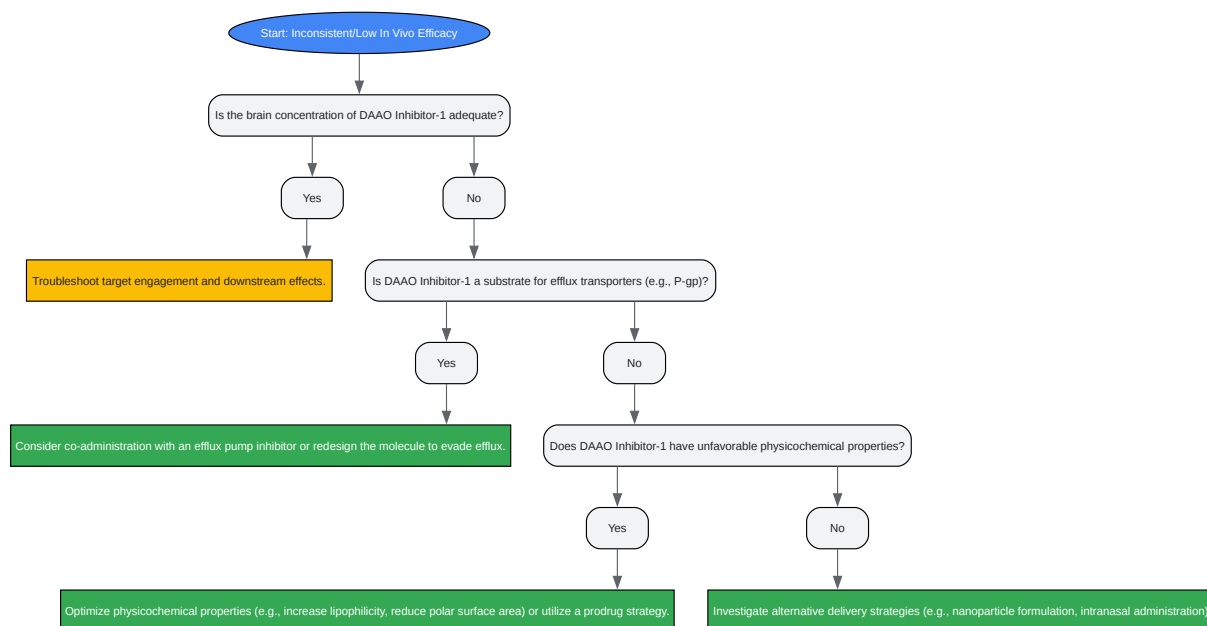 Start: Inconsistent/Low In Vivo Efficacy
Is the brain concentration of DAAO Inhibitor-1 adequate?
Yes
No
Troubleshoot target engagement and downstream effects.
Is DAAO Inhibitor-1 a substrate for efflux transporters (e.g., P-gp)?
Yes
No
Consider co-administration with an efflux pump inhibitor or redesign the molecule to evade efflux.
Does DAAO Inhibitor-1 have unfavorable physicochemical properties?
Yes
No
Optimize physicochemical properties (e.g., increase lipophilicity, reduce polar surface area) or utilize a prodrug strategy.
Investigate alternative delivery strategies (e.g., nanoparticle formulation, intranasal administration)